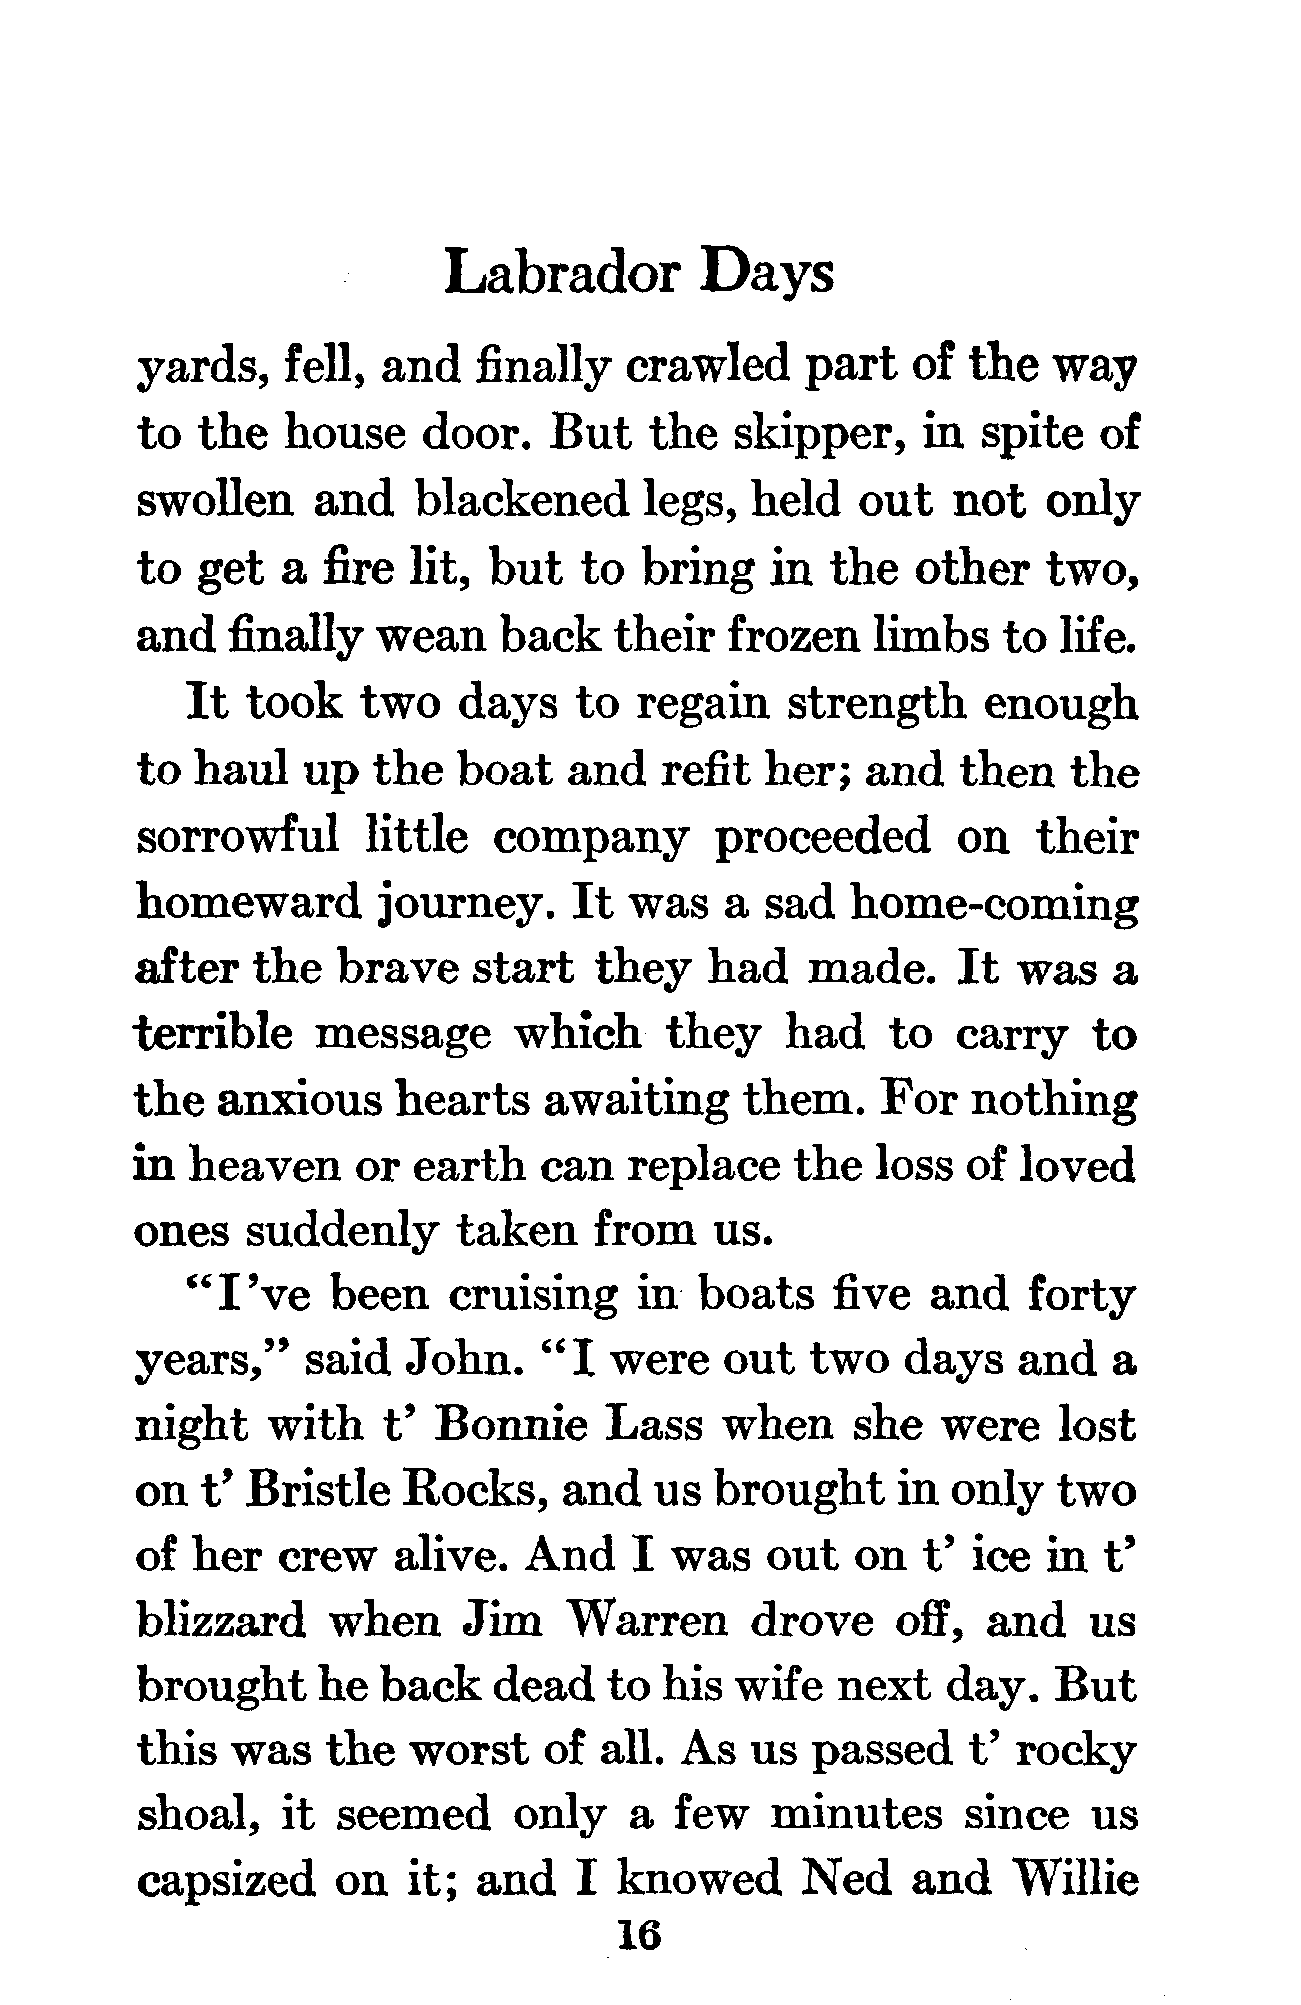 Labrador Days
yards, fell, and finally crawled part of the way
to the house door. But the skipper, in spite of
swollen and blackened legs, held out not only
to get a fire lit, but to bring in the other two,
and finally wean back their frozen limbs to life.
It took two days to regain strength enough
to haul up the boat and refit her; and then the
sorrowful little company proceeded on their
homeward journey. It was a sad home-coming
after the brave start they had made. It was a
terrible message which they had to carry to
the anxious hearts awaiting them. For nothing
in heaven or earth can replace the loss of loved
ones suddenly taken from us.
“I’ve been cruising in boats five and forty
years,” said John. “I were out two days and a
night with t’ Bonnie Lass when she were lost
on t’ Bristle Rocks, and us brought in only two
of her crew alive. And I was out on t’ ice in t’
blizzard when Jim Warren drove off, and us
brought he back dead to his wife next day. But
this was the worst of all. As us passed t’ rocky
shoal, it seemed only a few minutes since us
capsized on it; and I knowed Ned and Willie
16